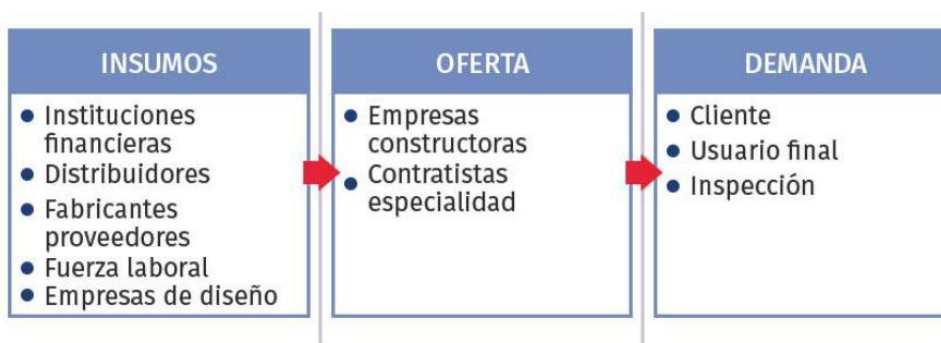 INSUMOS
Instituciones
financieras
Distribuidores
Fabricantes
proveedores
Fuerza laboral
Empresas de diseño
OFERTA
Empresas
constructoras
Contratistas
especialidad
DEMANDA
Cliente
Usuario final
Inspección